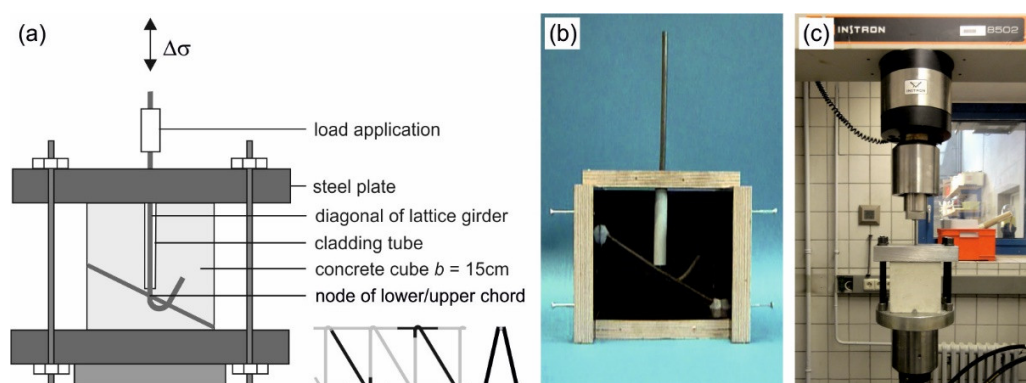 (a)
Δσ
load application
steel plate
diagonal of lattice girder
cladding tube
concrete cube b = 15cm
node of lower/upper chord
(b)
(c)
INSTRON
8502
INSTRON